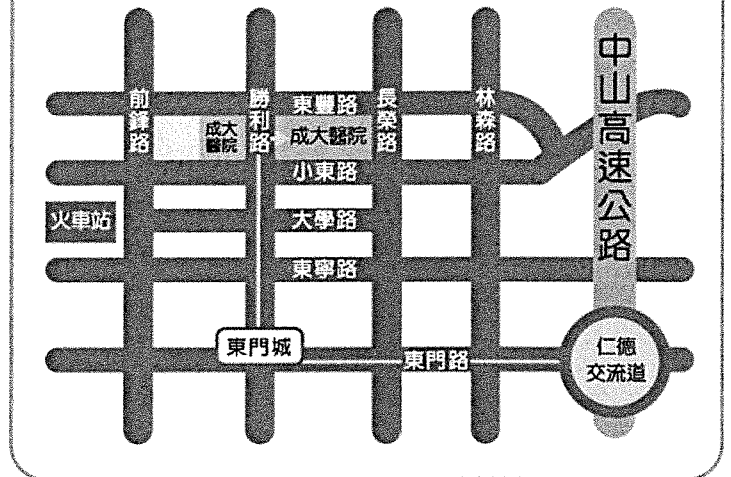 中山高速公路
前鋒路
勝利路
東豐路
長榮路
林森路
成大
醫院
成大醫院
小東路
火車站
大學路
東寧路
東門城
東門路
仁德
交流道